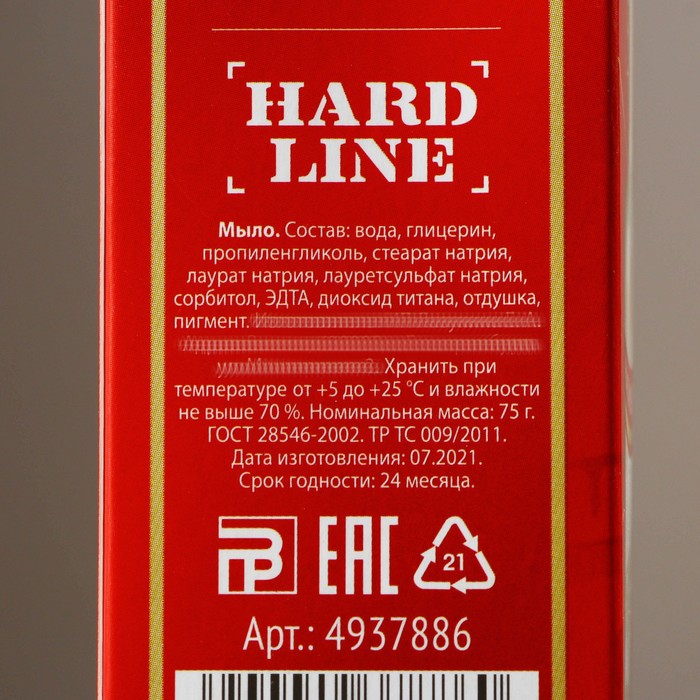 HARD
LINE
Мыло. Состав: вода, глицерин,
пропиленгликоль, стеарат натрия,
лаурат натрия, лауретсульфат натрия,
сорбитол, ЭДТА, диоксид титана, отдушка,
пигмент.
Хранить при
температуре от +5 до +25 °С и влажности
не выше 70 %. Номинальная масса: 75 г.
ГОСТ 28546-2002. ТР ТС 009/2011.
Дата изготовления: 07.2021.
Срок годности: 24 месяца.
EAC
21
Арт.: 4937886